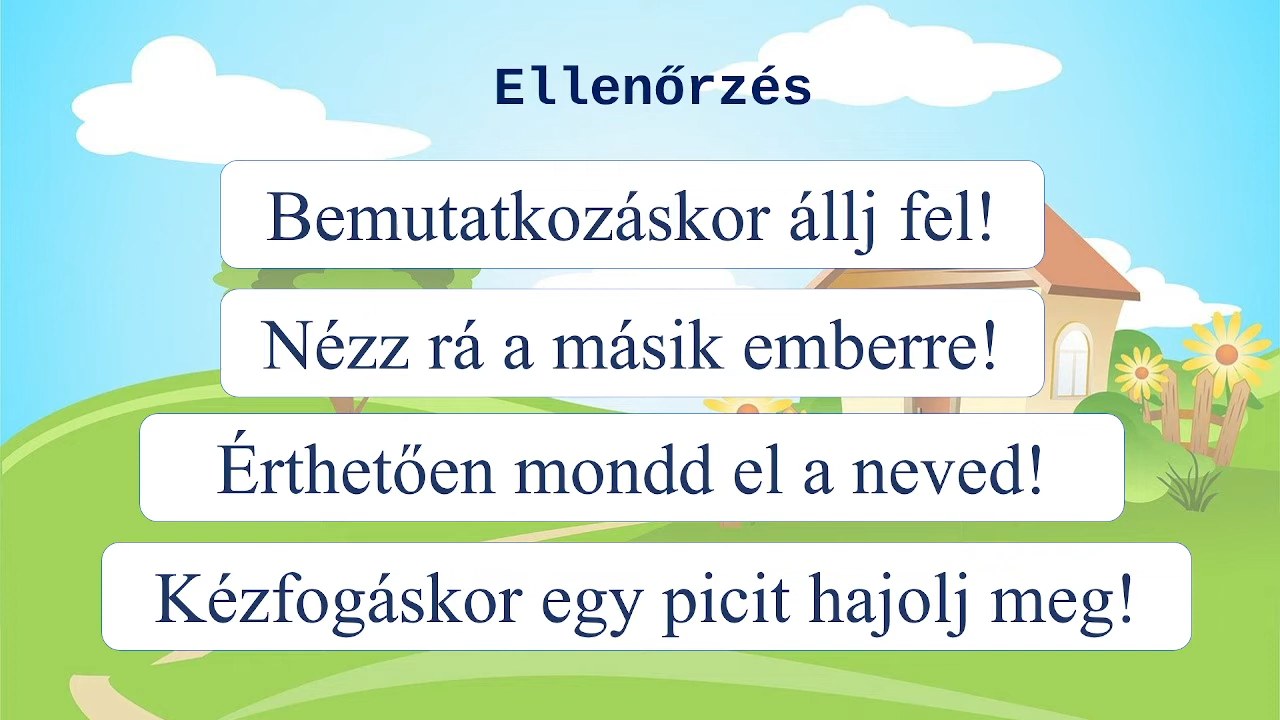 Ellenőrzés
Bemutatkozáskor állj fel!
Nézz rá a másik emberre!
Érthetően mondd el a neved!
Kézfogáskor egy picit hajolj meg!